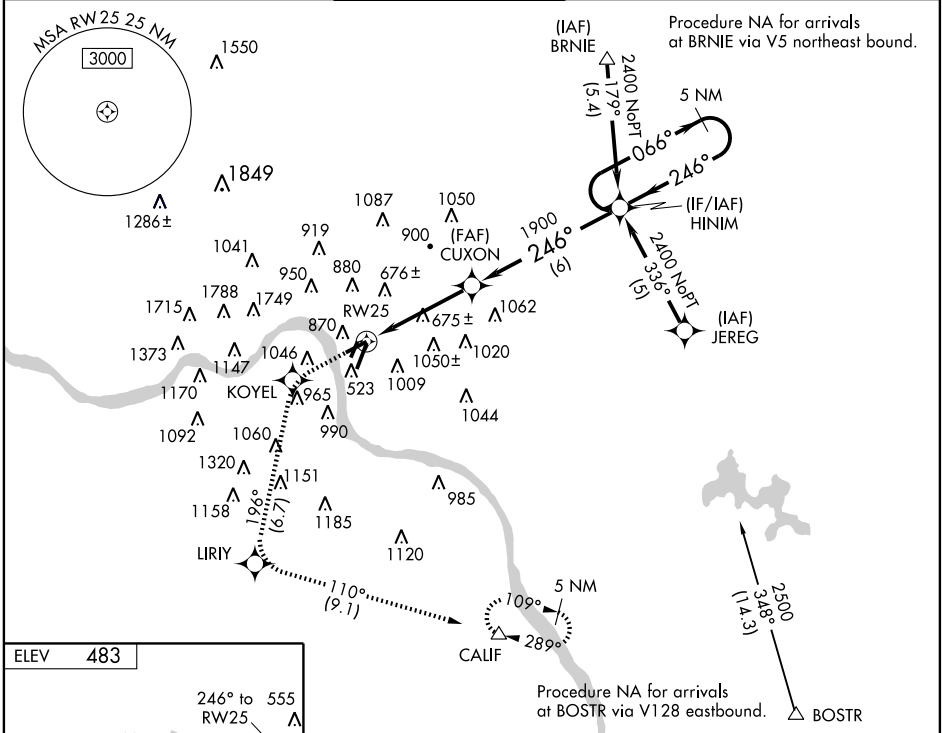 MSA RW25 25 NM
3000
1550
(IAF)
BRNIE
Procedure NA for arrivals
at BRNIE via V5 northeast bound.
2400 NoPT
179°
(5.4)
5 NM
066°
246°
1849
1286±
1087
1050
(IF/IAF)
HINIM
919
900
(FAF)
CUXON
1900
246°
(6)
1041
950
880
676±
2400 NoPT
336°
(5)
1715
1788
1749
RW25
1062
(IAF)
JEREG
870
675±
1373
1147
1046
1050±
1020
1170
KOYEL
523
1009
965
1044
1092
990
1060
1320
1151
985
1158
196°
(6.7)
1185
1120
LIRIY
110°
(9.1)
5 NM
109°
289°
CALIF
2500
348°
(14.3)
ELEV 483
246° to
RW25
555
Procedure NA for arrivals
at BOSTR via V128 eastbound.
BOSTR